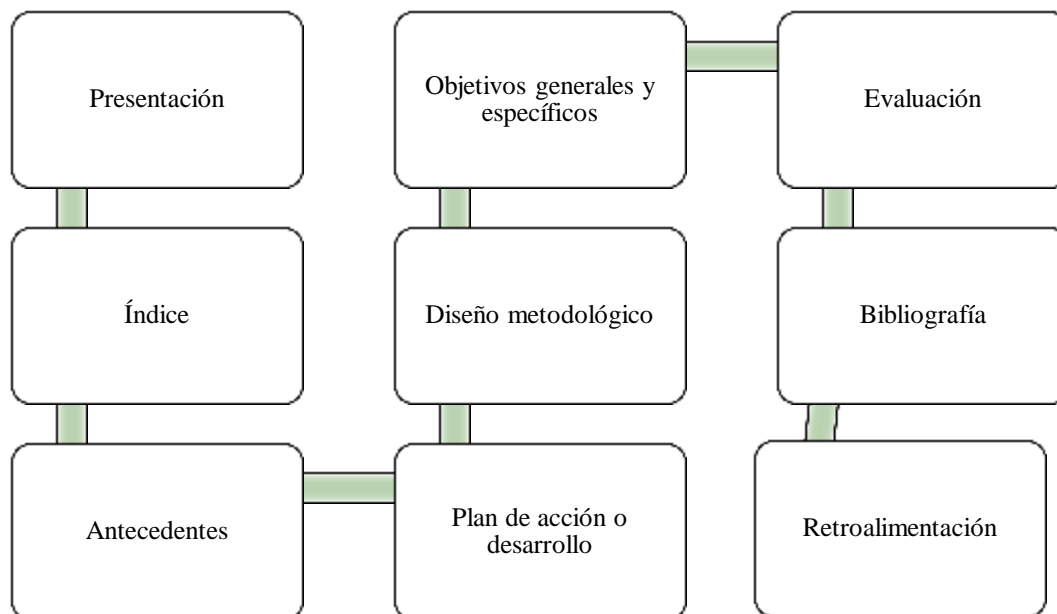 Presentación
Índice
Antecedentes
Plan de acción o
desarrollo
Diseño metodológico
Objetivos generales y
específicos
Evaluación
Bibliografía
Retroalimentación